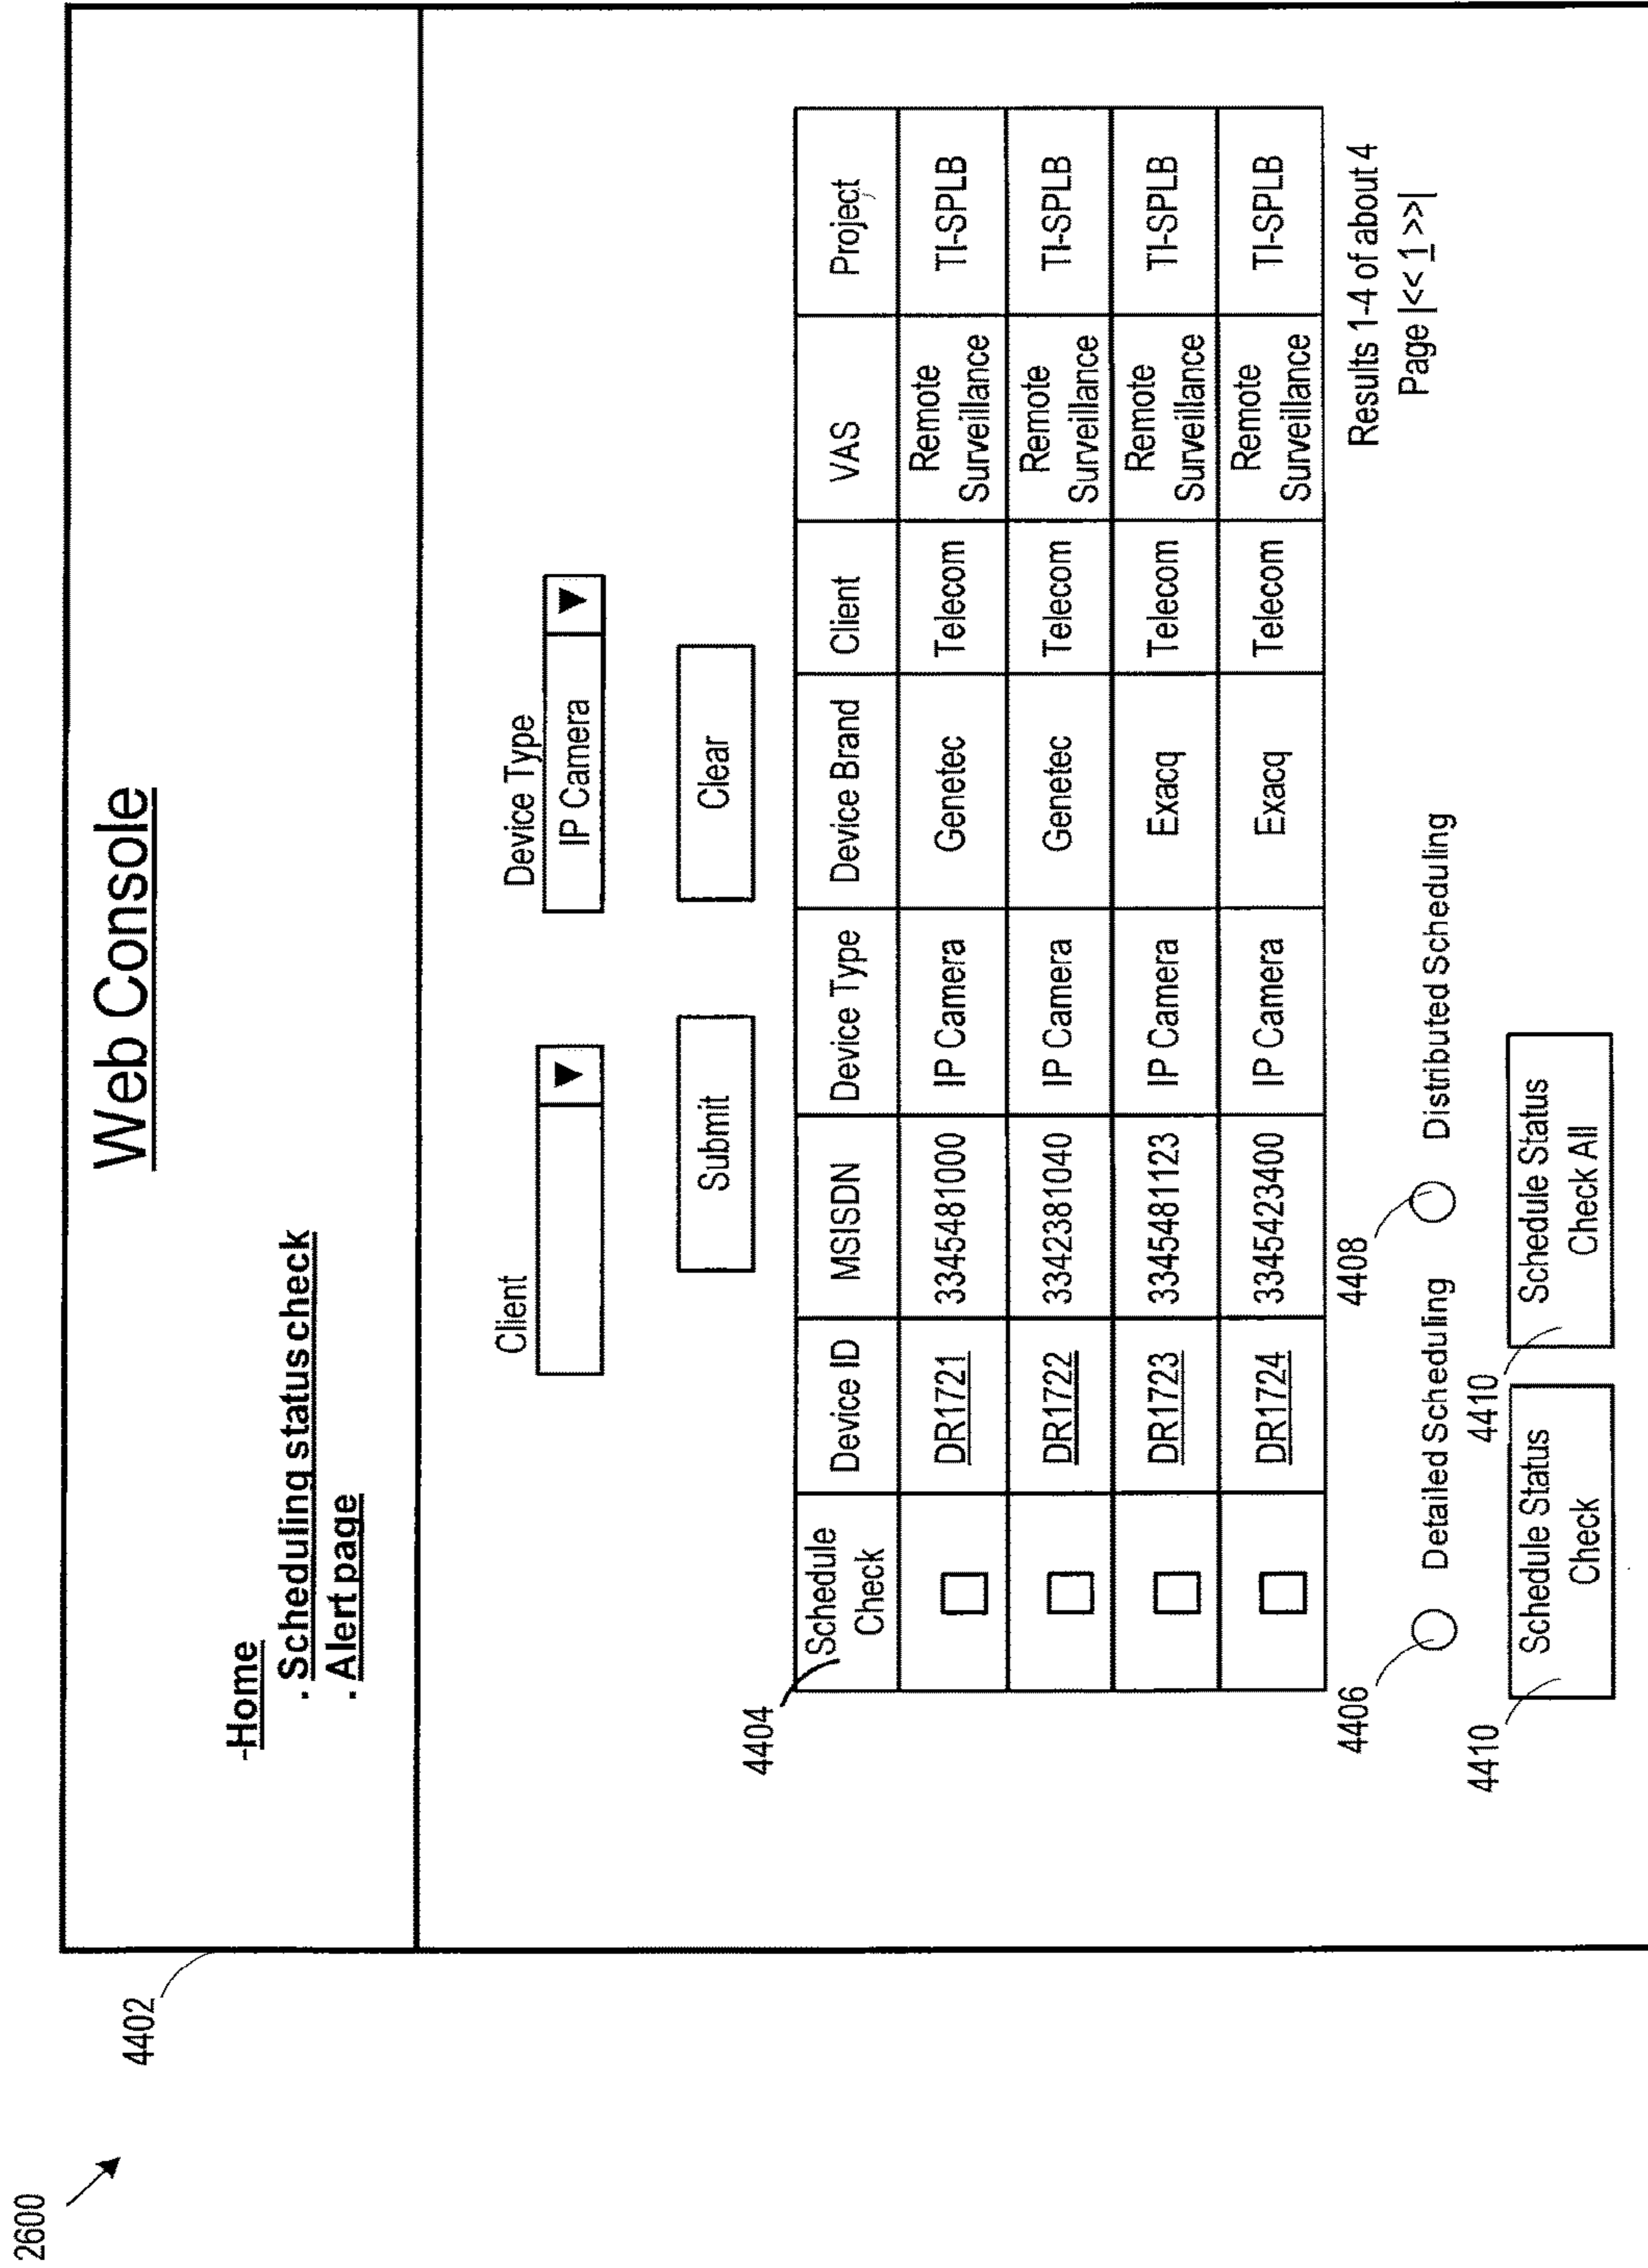 2600
4402
Web Console
-Home
. Scheduling status check
. Alert page
Client
Device Type
IP Camera
Submit
Clear
4404
Schedule Check
Device ID
MSISDN
Device Type
Device Brand
Client
VAS
Project
DR1721
3345481000
IP Camera
Genetec
Telecom
Remote Surveillance
TI-SPLB
DR1722
3342381040
IP Camera
Genetec
Telecom
Remote Surveillance
TI-SPLB
DR1723
3345481123
IP Camera
Exacq
Telecom
Remote Surveillance
TI-SPLB
DR1724
3345423400
IP Camera
Exacq
Telecom
Remote Surveillance
TI-SPLB
Results 1-4 of about 4
Page |<< 1 >>|
4406
Detailed Scheduling
4408
Distributed Scheduling
4410
Schedule Status
Check
4410
Schedule Status
Check All